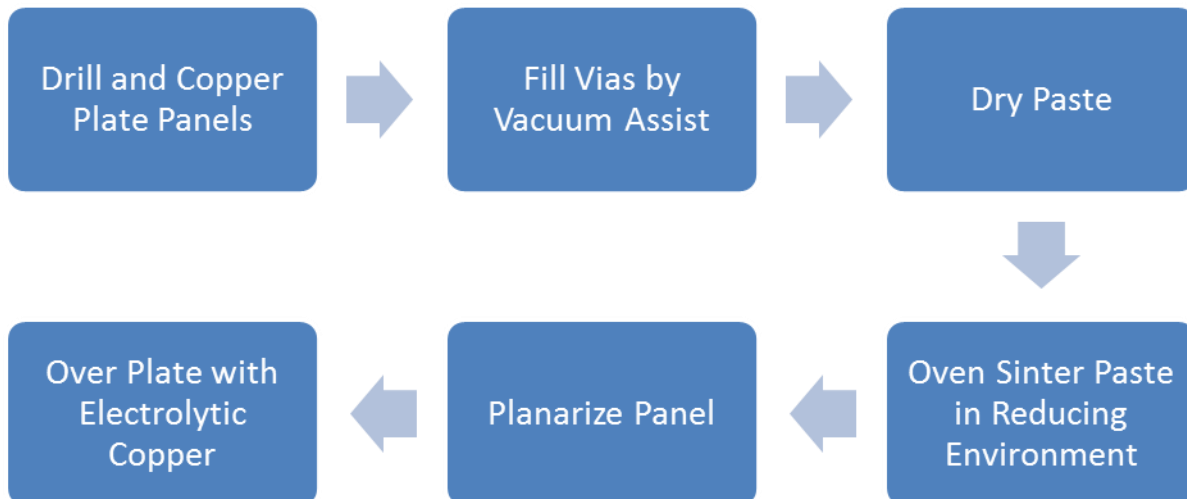 Drill and Copper
Plate Panels
Fill Vias by
Vacuum Assist
Dry Paste
Oven Sinter Paste
in Reducing
Environment
Planarize Panel
Over Plate with
Electrolytic
Copper